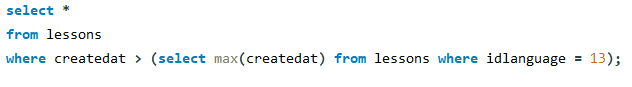 select *
from lessons
where createdat > (select max(createdat) from lessons where idlanguage = 13);